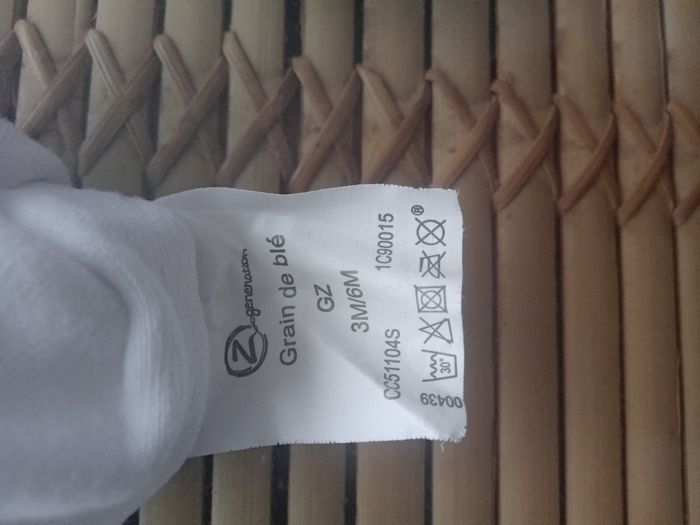 Z-generation
Grain de blé
GZ
3M/6M
CC51104S 1C90015
30°
®
00439